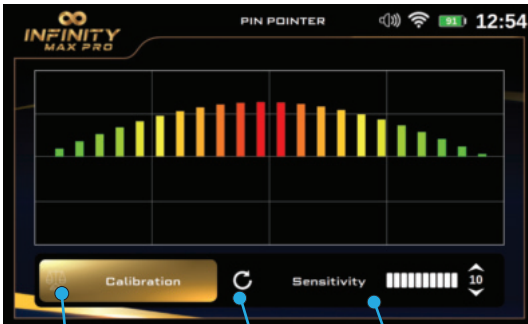 INFINITY
MAX PRO
PIN POINTER
91
12:54
Calibration
Sensitivity
10